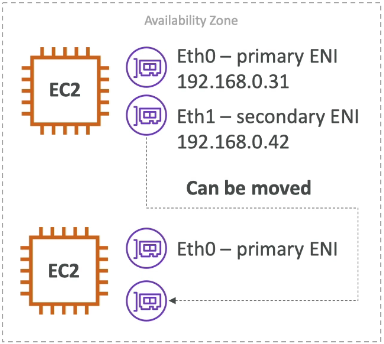 Availability Zone
EC2
Eth0 – primary ENI
192.168.0.31
Eth1 – secondary ENI
192.168.0.42
Can be moved
EC2
Eth0 – primary ENI